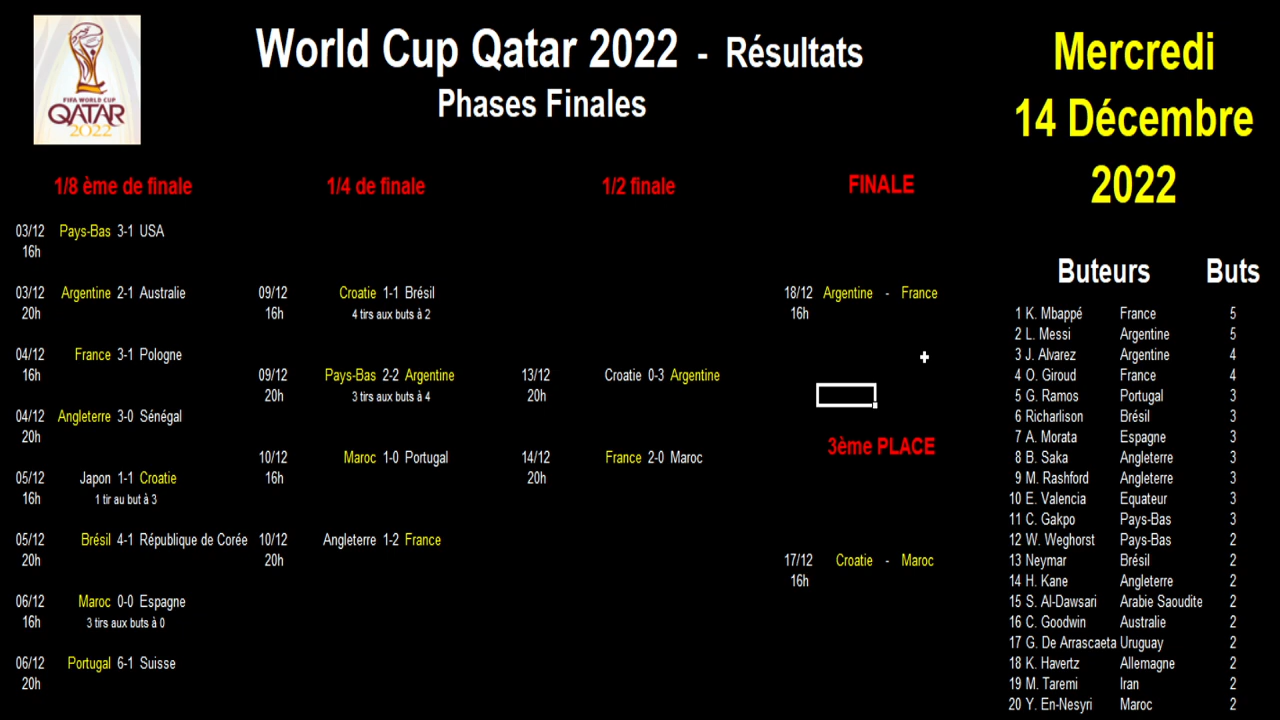 FIFA WORLD CUP
QATAR
2022
World Cup Qatar 2022 - Résultats
Phases Finales
Mercredi
14 Décembre
2022
1/8 ème de finale
03/12 Pays-Bas 3-1 USA
16h
03/12 Argentine 2-1 Australie
20h
04/12 France 3-1 Pologne
16h
04/12 Angleterre 3-0 Sénégal
20h
05/12 Japon 1-1 Croatie
16h 1 tir au but à 3
05/12 Brésil 4-1 République de Corée
20h
06/12 Maroc 0-0 Espagne
16h 3 tirs aux buts à 0
06/12 Portugal 6-1 Suisse
20h
1/4 de finale
09/12 Croatie 1-1 Brésil
16h 4 tirs aux buts à 2
09/12 Pays-Bas 2-2 Argentine
20h 3 tirs aux buts à 4
10/12 Maroc 1-0 Portugal
16h
10/12 Angleterre 1-2 France
20h
1/2 finale
13/12 Croatie 0-3 Argentine
20h
14/12 France 2-0 Maroc
20h
FINALE
18/12 Argentine - France
16h
3ème PLACE
17/12 Croatie - Maroc
16h
Buteurs Buts
1 K. Mbappé France 5
2 L. Messi Argentine 5
3 J. Alvarez Argentine 4
4 O. Giroud France 4
5 G. Ramos Portugal 3
6 Richarlison Brésil 3
7 A. Morata Espagne 3
8 B. Saka Angleterre 3
9 M. Rashford Angleterre 3
10 E. Valencia Equateur 3
11 C. Gakpo Pays-Bas 3
12 W. Weghorst Pays-Bas 2
13 Neymar Brésil 2
14 H. Kane Angleterre 2
15 S. Al-Dawsari Arabie Saoudite 2
16 C. Goodwin Australie 2
17 G. De Arrascaeta Uruguay 2
18 K. Havertz Allemagne 2
19 M. Taremi Iran 2
20 Y. En-Nesyri Maroc 2